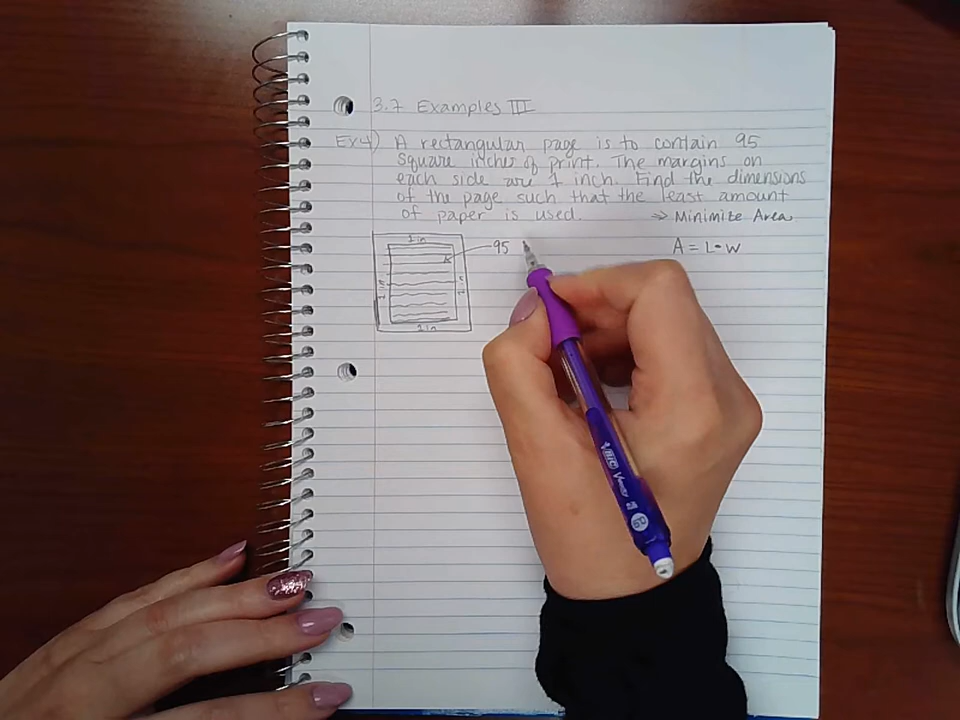 3.7 Examples III
Ex4) A rectangular page is to contain 95
square inches of print. The margins on
each side are 1 inch. Find the dimensions
of the page such that the least amount
of paper is used. ⇒ Minimize Area.
1 in
95
A = L•W
1 in
1 in
1 in
BIC